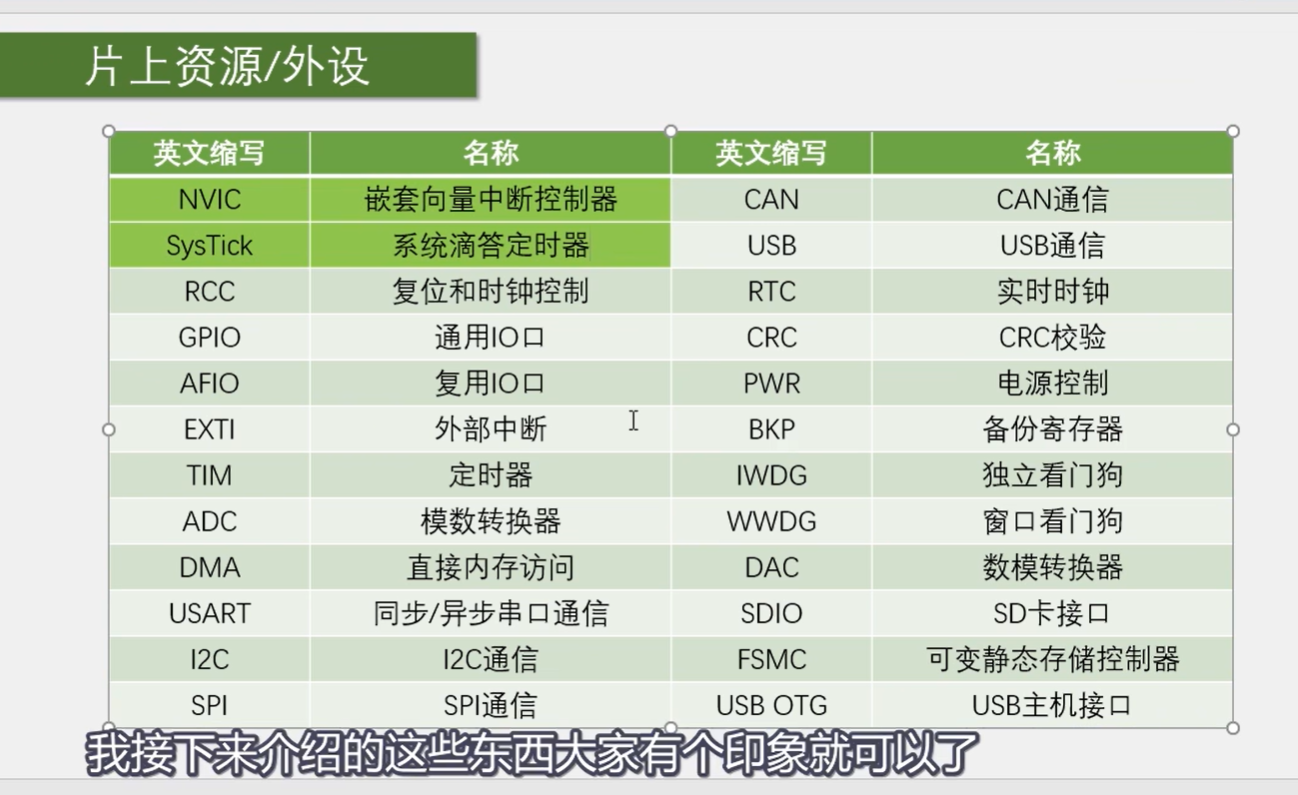 片上资源/外设
英文缩写 名称 英文缩写 名称
NVIC 嵌套向量中断控制器 CAN CAN通信
SysTick 系统滴答定时器 USB USB通信
RCC 复位和时钟控制 RTC 实时时钟
GPIO 通用IO口 CRC CRC校验
AFIO 复用IO口 PWR 电源控制
EXTI 外部中断 BKP 备份寄存器
TIM 定时器 IWDG 独立看门狗
ADC 模数转换器 WWDG 窗口看门狗
DMA 直接内存访问 DAC 数模转换器
USART 同步/异步串口通信 SDIO SD卡接口
I2C I2C通信 FSMC 可变静态存储控制器
SPI SPI通信 USB OTG USB主机接口
我接下来介绍的这些东西大家有个印象就可以了